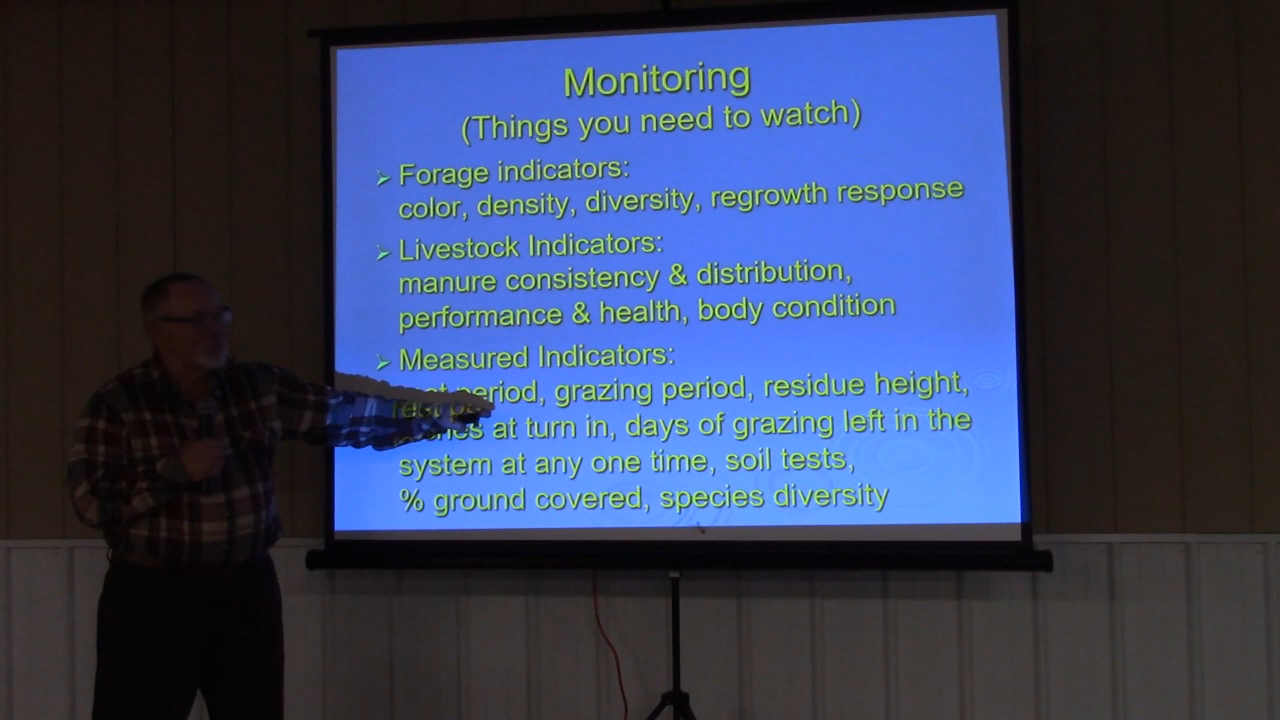 Monitoring
(Things you need to watch)
Forage indicators:
color, density, diversity, regrowth response
Livestock Indicators:
manure consistency & distribution,
performance & health, body condition
Measured Indicators:
rest period, grazing period, residue height,
at turn in, days of grazing left in the
system at any one time, soil tests,
% ground covered, species diversity